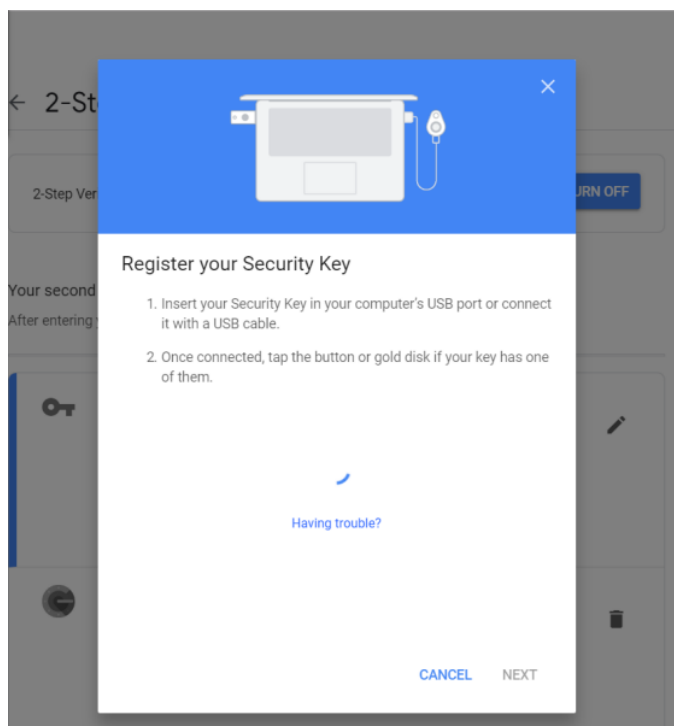 2-St
2-Step Ver
URN OFF
Register your Security Key
Your second
After entering
1. Insert your Security Key in your computer's USB port or connect
it with a USB cable.
2. Once connected, tap the button or gold disk if your key has one
of them.
Having trouble?
CANCEL NEXT